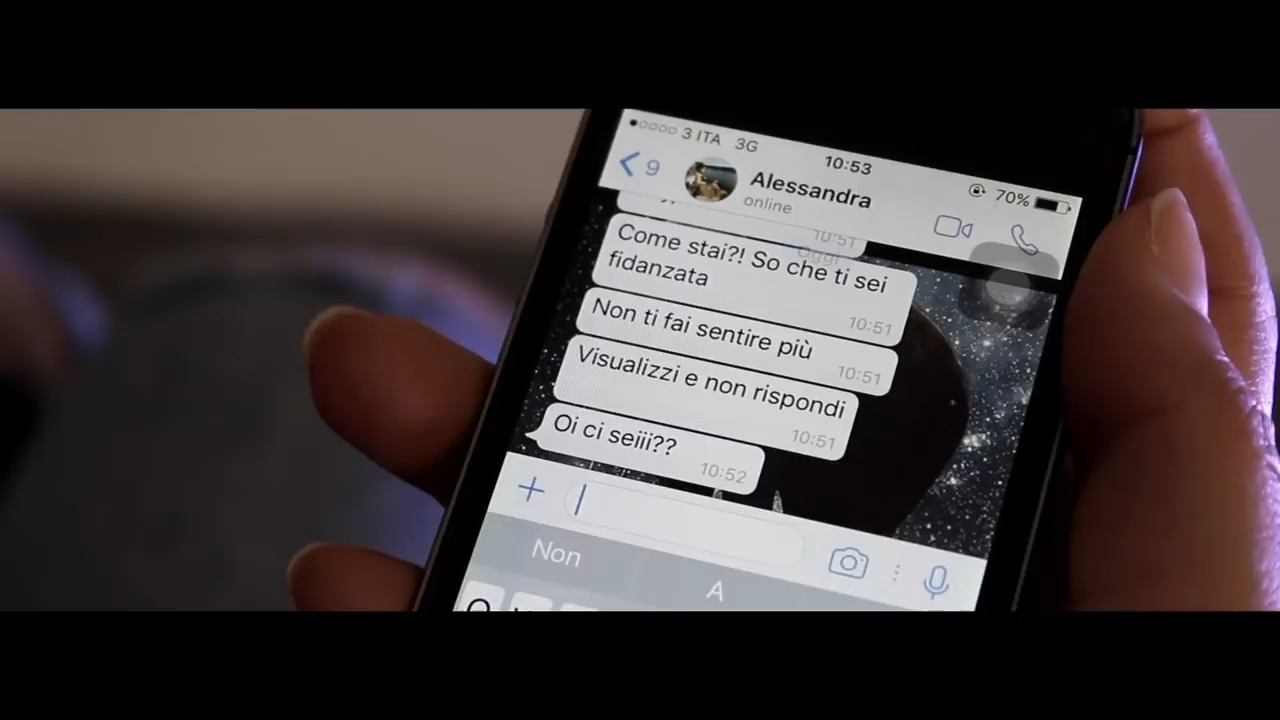 3 ITA 3G 10:53 70%
9 Alessandra
online
10:51
Oggi
Come stai?! So che ti sei
fidanzata
10:51
Non ti fai sentire più
10:51
Visualizzi e non rispondi
10:51
Oi ci seiii??
10:52
Non A